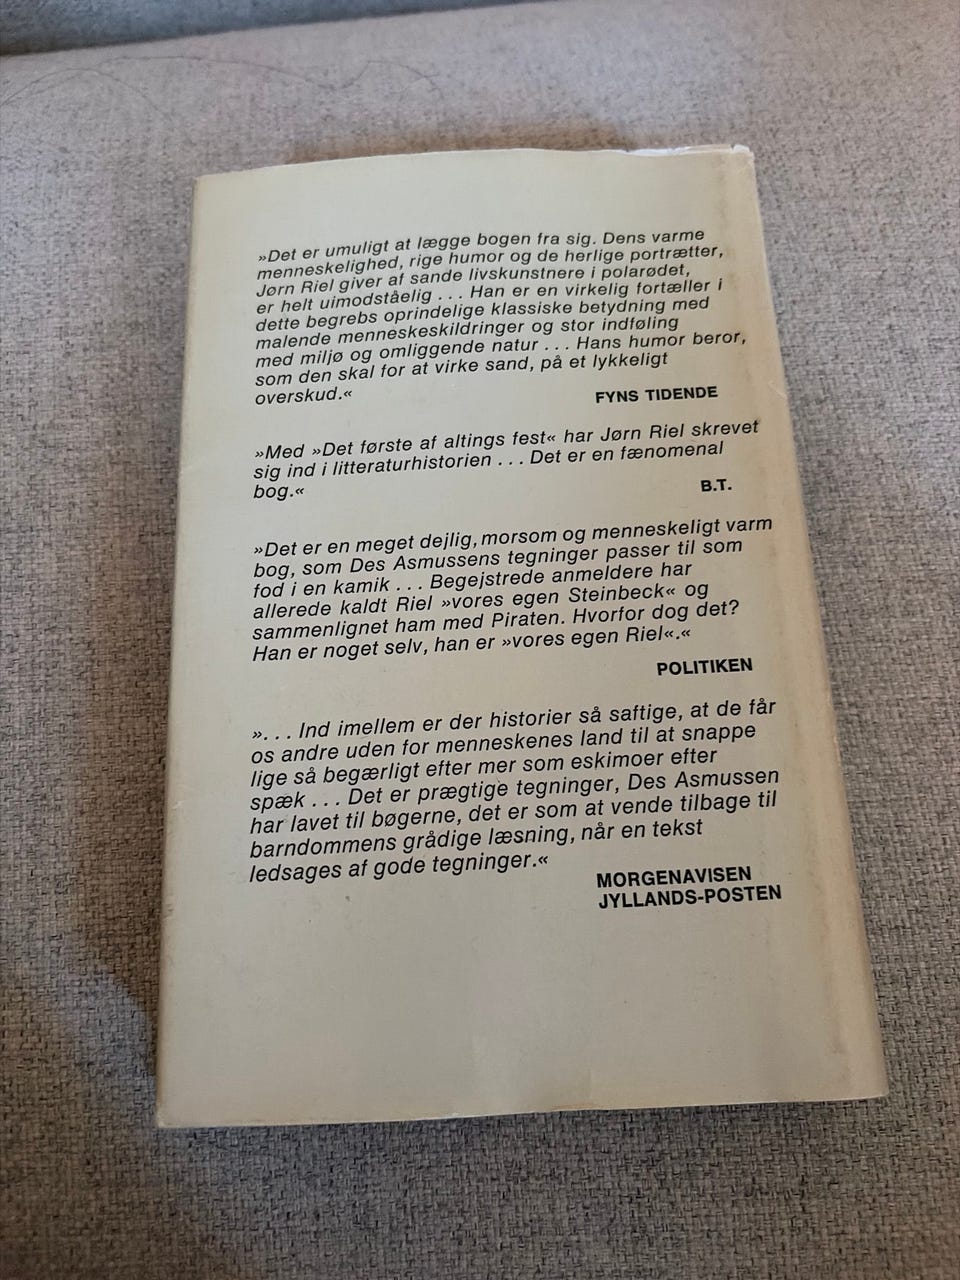 »Det er umuligt at lægge bogen fra sig. Dens varme
menneskelighed, rige humor og de herlige portrætter,
Jørn Riel giver af sande livskunstnere i polarødet,
er helt uimodståelig . . . Han er en virkelig fortæller i
dette begrebs oprindelige klassiske betydning med
malende menneskeskildringer og stor indføling
med miljø og omliggende natur . . . Hans humor beror,
som den skal for at virke sand, på et lykkeligt
overskud.«
FYNS TIDENDE
»Med »Det første af altings fest« har Jørn Riel skrevet
sig ind i litteraturhistorien . . . Det er en fænomenal
bog.«
B.T.
»Det er en meget dejlig, morsom og menneskeligt varm
bog, som Des Asmussens tegninger passer til som
fod i en kamik . . . Begejstrede anmeldere har
allerede kaldt Riel »vores egen Steinbeck« og
sammenlignet ham med Piraten. Hvorfor dog det?
Han er noget selv, han er »vores egen Riel«.«
POLITIKEN
». . . Ind imellem er der historier så saftige, at de får
os andre uden for menneskenes land til at snappe
lige så begærligt efter mer som eskimoer efter
spæk . . . Det er prægtige tegninger, Des Asmussen
har lavet til bøgerne, det er som at vende tilbage til
barndommens grådige læsning, når en tekst
ledsages af gode tegninger.«
MORGENAVISEN
JYLLANDS-POSTEN